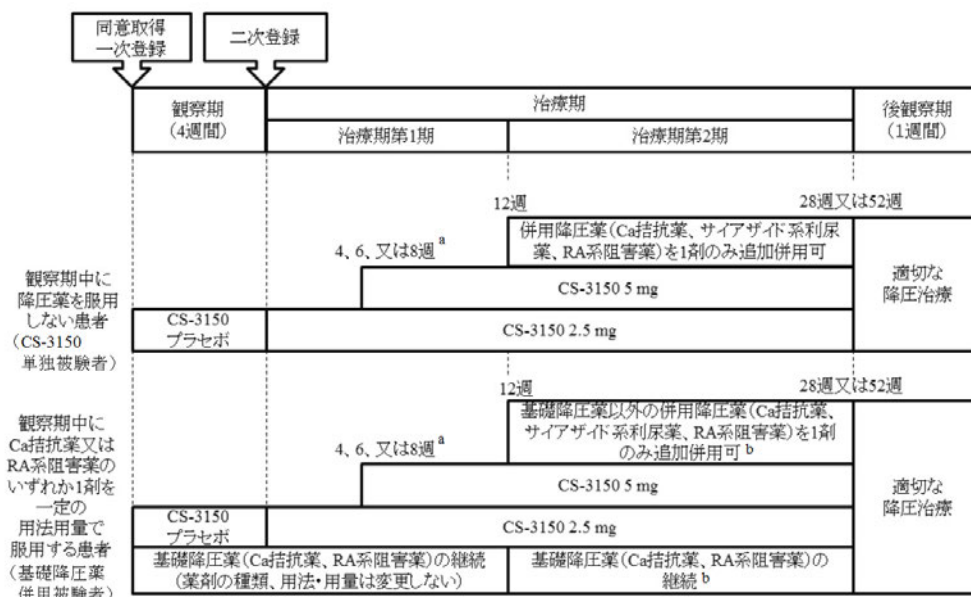 同意取得
一次登録
二次登録
観察期
(4週間)
治療期
後観察期
(1週間)
治療期第1期
治療期第2期
12週
28週又は52週
併用降圧薬(Ca拮抗薬、サイアザイド系利尿
薬、RA系阻害薬)を1剤のみ追加併用可
4、6、又は8週 a
観察期中に
降圧薬を服用
しない患者
(CS-3150
単独被験者)
CS-3150 5 mg
適切な
降圧治療
CS-3150
プラセボ
CS-3150 2.5 mg
12週
28週又は52週
基礎降圧薬以外の併用降圧薬(Ca拮抗薬、
サイアザイド系利尿薬、RA系阻害薬)を1剤
のみ追加併用可 b
4、6、又は8週 a
観察期中に
Ca拮抗薬又は
RA系阻害薬の
いずれか1剤を
一定の
用法用量で
服用する患者
(基礎降圧薬
併用被験者)
CS-3150 5 mg
適切な
降圧治療
CS-3150
プラセボ
CS-3150 2.5 mg
基礎降圧薬(Ca拮抗薬、RA系阻害薬)の継続
(薬剤の種類、用法・用量は変更しない)
基礎降圧薬(Ca拮抗薬、RA系阻害薬)の
継続 b